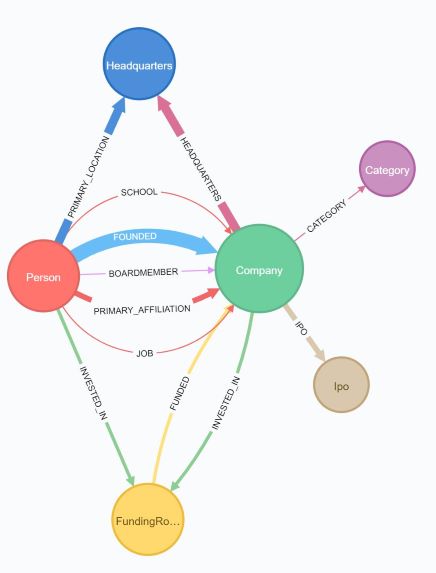 Headquarters
PRIMARY_LOCATION
HEADQUARTERS
Category
SCHOOL
CATEGORY
FOUNDED
Person
BOARDMEMBER
Company
PRIMARY_AFFILIATION
IPO
JOB
INVESTED_IN
FUNDED
INVESTED_IN
Ipo
FundingRo...